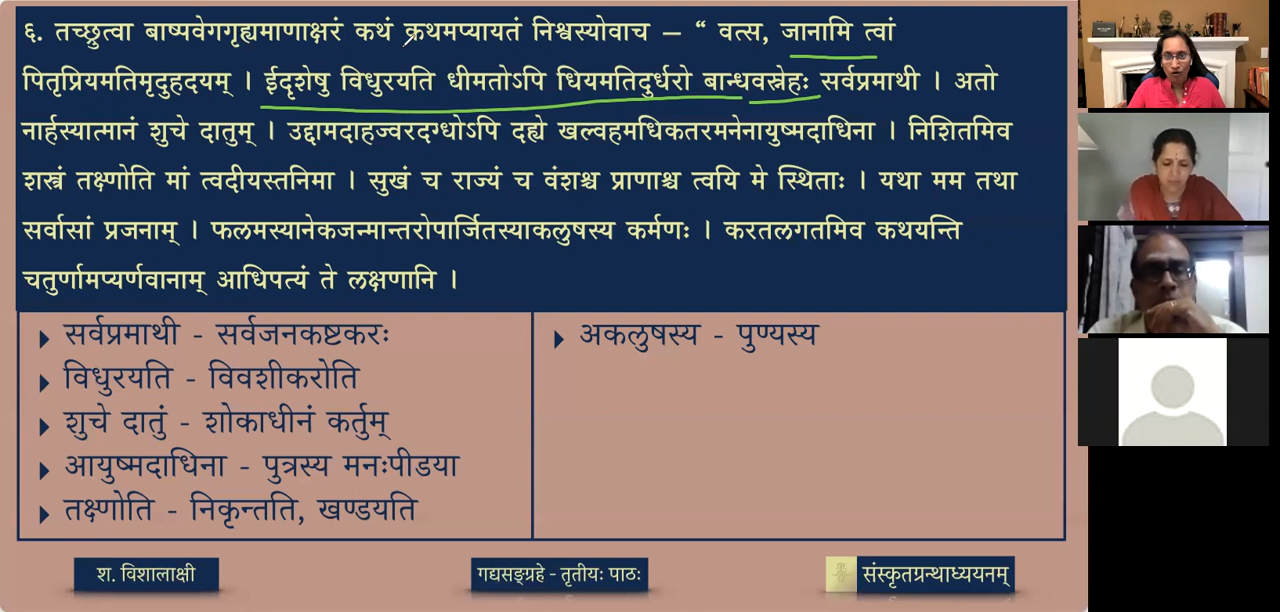 ६. तच्छ्रुत्वा बाष्पवेगगृह्यमाणाक्षरं कथं क्रथमप्यायतं निश्वस्योवाच – “ वत्स, जानामि त्वां
पितृप्रियमतिमृदुहृदयम् । ईदृशेषु विधुरयति धीमतोऽपि धियमतिदुर्धरो बान्धवस्नेहः सर्वप्रमाथी । अतो
नार्हस्यात्मानं शुचे दातुम् । उद्दामदाहज्वरदग्धोऽपि दह्ये खल्वहमधिकतरमनेनायुष्मदाधिना । निशितमिव
शस्त्रं तक्ष्णोति मां त्वदीयस्तनिमा । सुखं च राज्यं च वंशश्च प्राणाश्च त्वयि मे स्थिताः । यथा मम तथा
सर्वासां प्रजनाम् । फलमस्यानेकजन्मान्तरोपार्जितस्याकलुषस्य कर्मणः । करतलगतमिव कथयन्ति
चतुर्णामप्यर्णवानाम् आधिपत्यं ते लक्षणानि ।
सर्वप्रमाथी - सर्वजनकष्टकरः
विधुरयति - विवशीकरोति
शुचे दातुं - शोकाधीनं कर्तुम्
आयुष्मदाधिना - पुत्रस्य मनःपीडया
तक्ष्णोति - निकृन्तति, खण्डयति
अकलुषस्य - पुण्यस्य
श. विशालाक्षी
गद्यसङ्ग्रहे - तृतीयः पाठः
संस्कृतग्रन्थाध्ययनम्